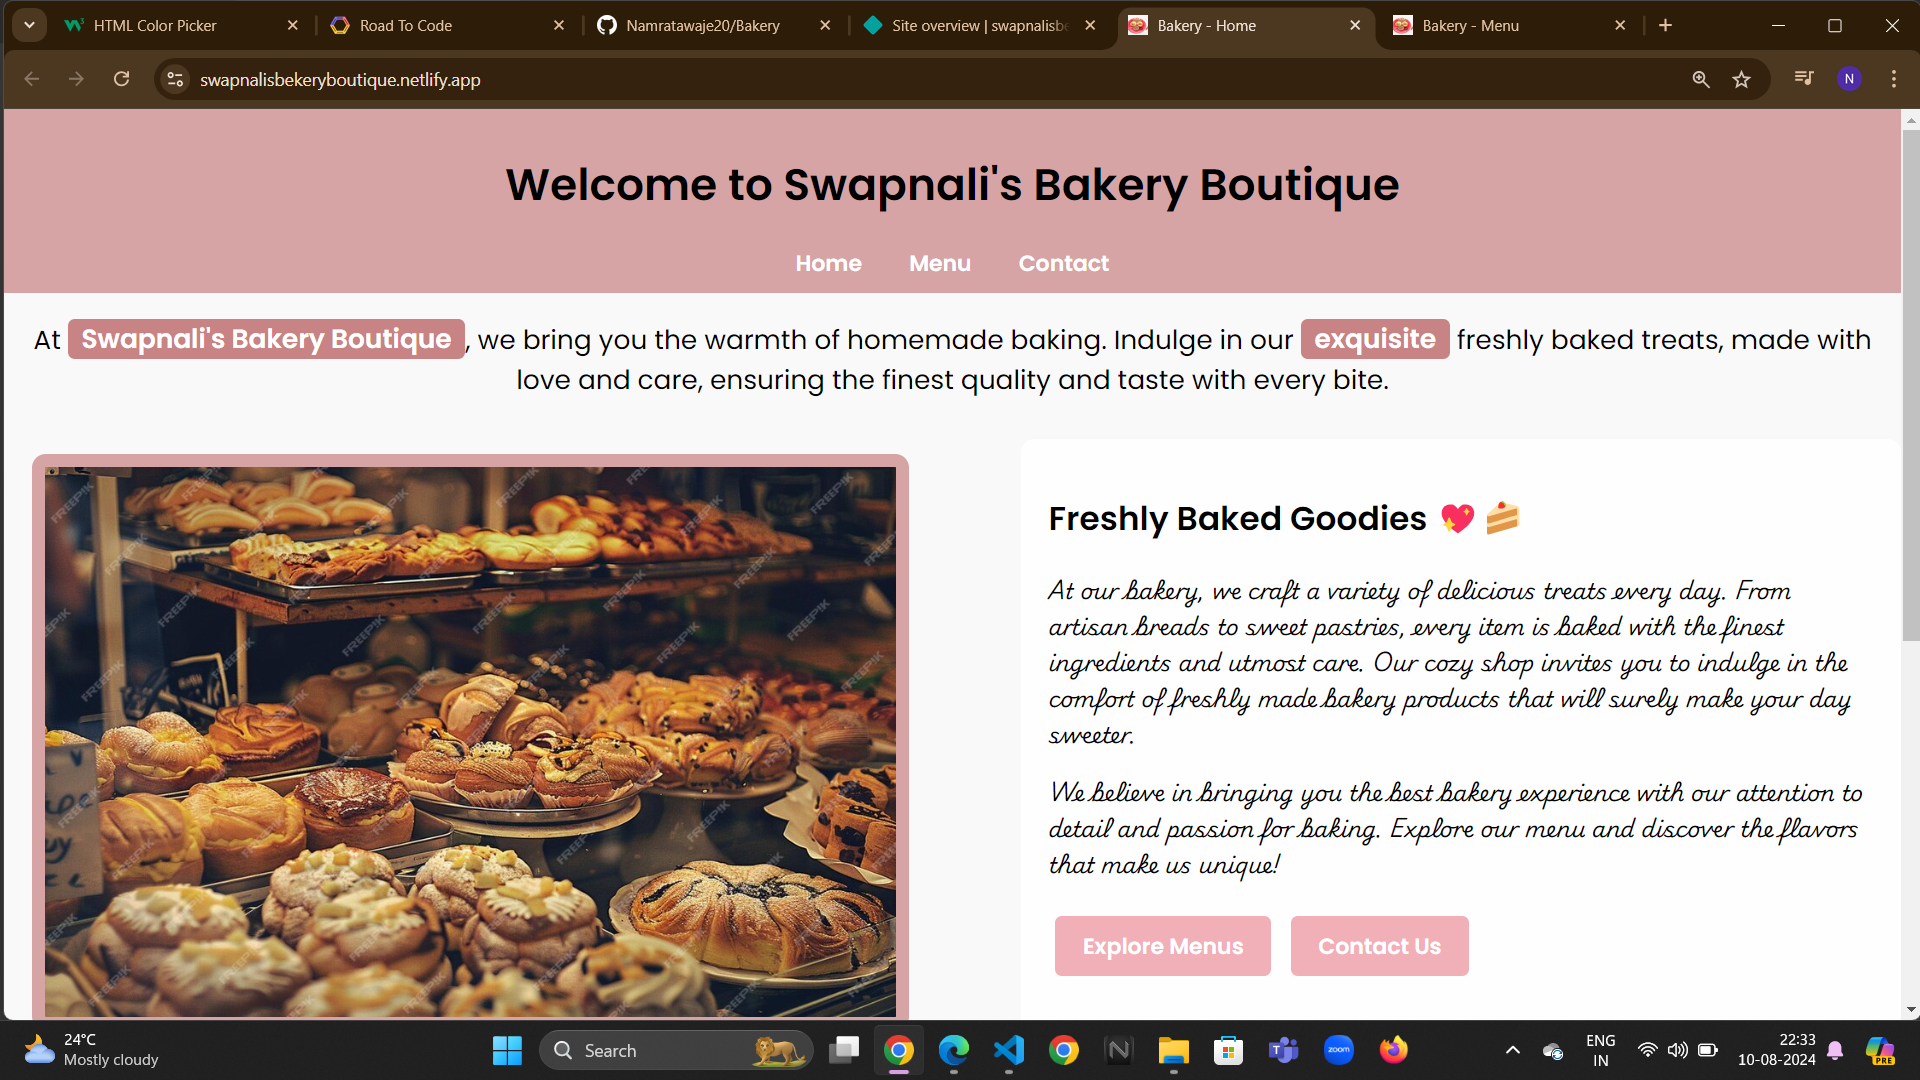 HTML Color Picker
Road To Code
Namratawaje20/Bakery
Site overview | swapnalisbe
Bakery - Home
Bakery - Menu
swapnalisbekeryboutique.netlify.app
N
Welcome to Swapnali's Bakery Boutique
Home Menu Contact
At Swapnali's Bakery Boutique, we bring you the warmth of homemade baking. Indulge in our exquisite freshly baked treats, made with
love and care, ensuring the finest quality and taste with every bite.
FREEPIK
Freshly Baked Goodies 💖 🍰
At our bakery, we craft a variety of delicious treats every day. From
artisan breads to sweet pastries, every item is baked with the finest
ingredients and utmost care. Our cozy shop invites you to indulge in the
comfort of freshly made bakery products that will surely make your day
sweeter.
We believe in bringing you the best bakery experience with our attention to
detail and passion for baking. Explore our menu and discover the flavors
that make us unique!
Explore Menus
Contact Us
24°C
Mostly cloudy
Search
zoom
ENG
IN
22:33
10-08-2024
PRE